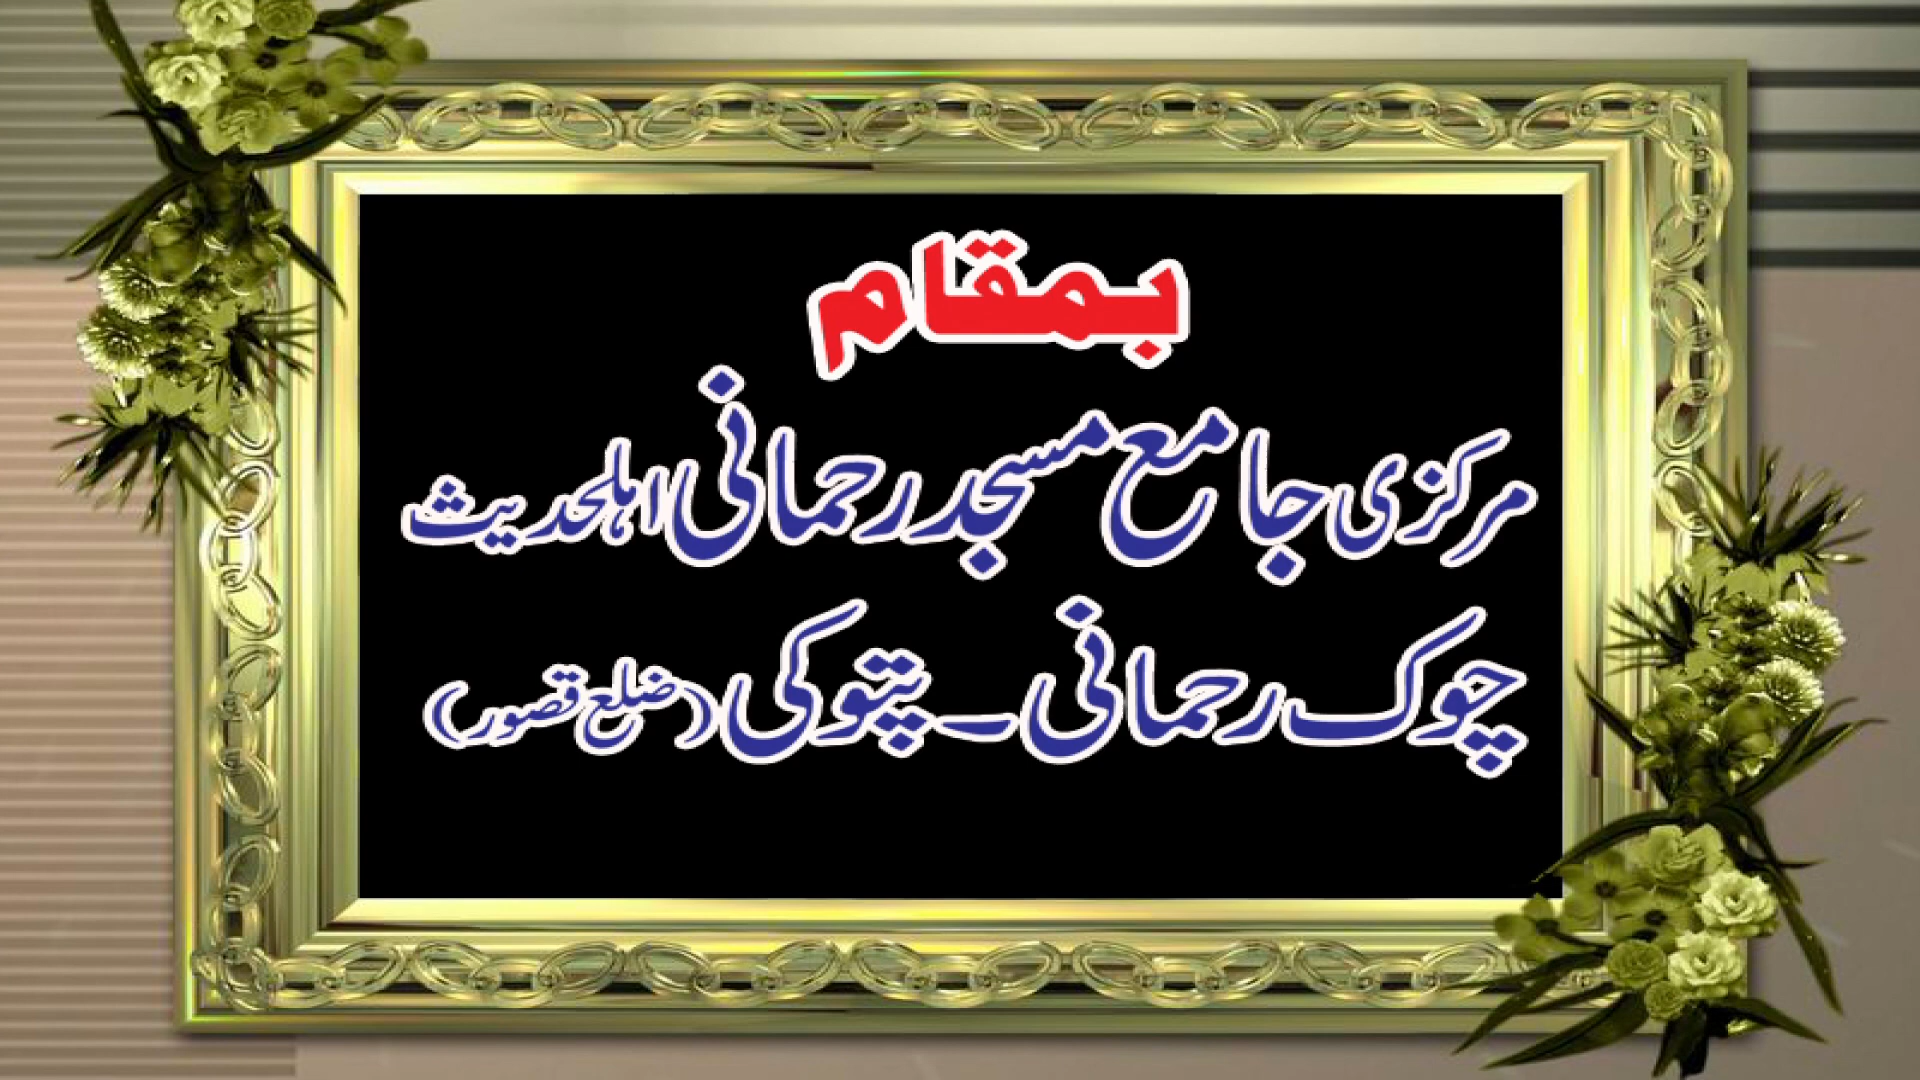 بمقام
مرکزی جامع مسجد رحمانی اہلحدیث
چوک رحمانی ۔ پتوکی (ضلع قصور)